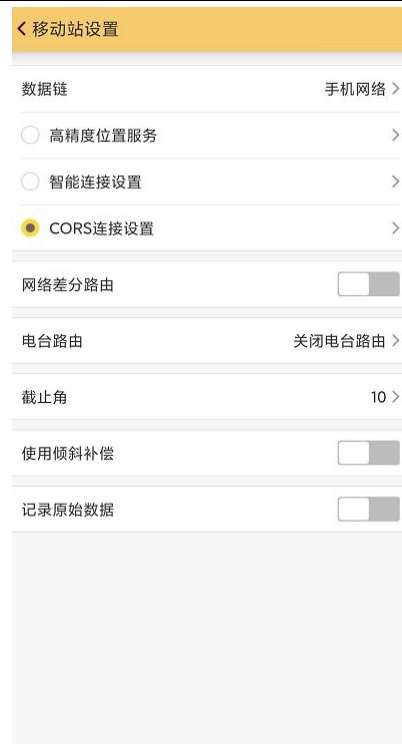 移动站设置
数据链 手机网络
高精度位置服务
智能连接设置
CORS连接设置
网络差分路由
电台路由 关闭电台路由
截止角 10
使用倾斜补偿
记录原始数据